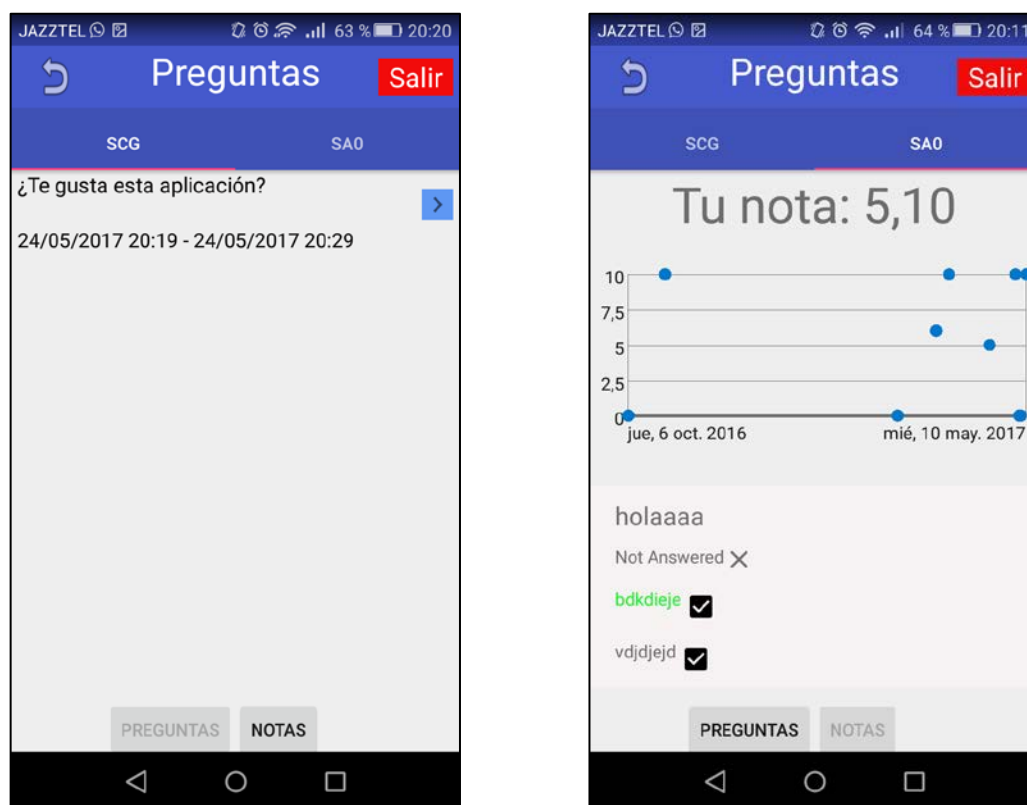 JAZZTEL 63 % 20:20
Preguntas Salir
SCG SA0
¿Te gusta esta aplicación?
24/05/2017 20:19 - 24/05/2017 20:29
PREGUNTAS NOTAS
JAZZTEL 64 % 20:11
Preguntas Salir
SCG SA0
Tu nota: 5,10
10
7,5
5
2,5
0
jue, 6 oct. 2016 mié, 10 may. 2017
holaaaa
Not Answered
bdkdieje
vdjdjejd
PREGUNTAS NOTAS